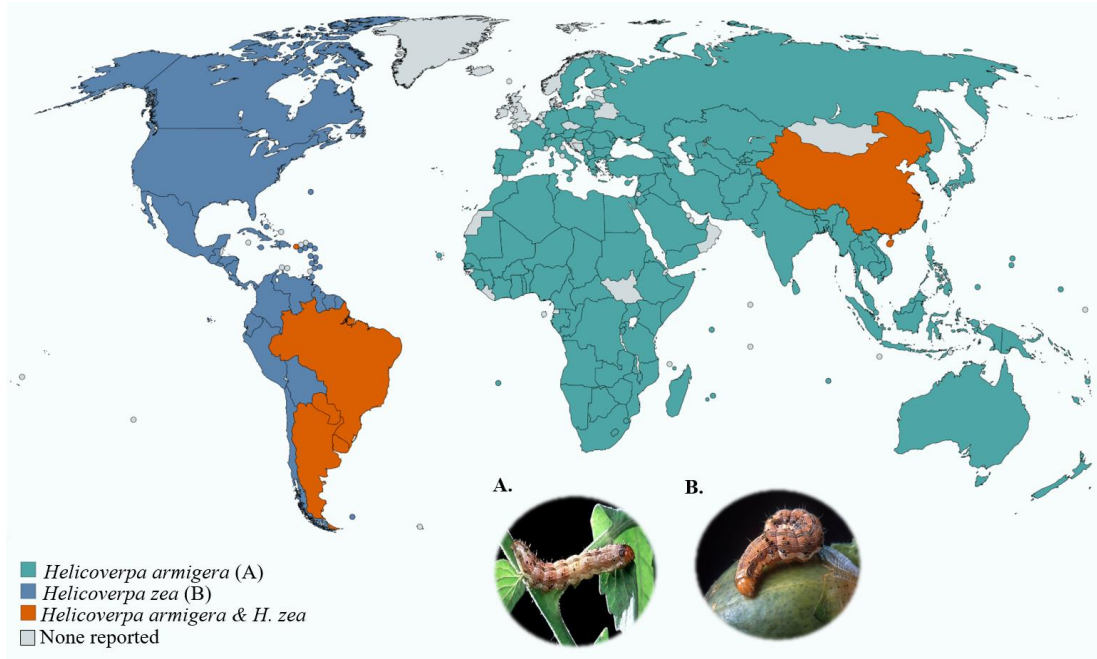 A.
B.
Helicoverpa armigera (A)
Helicoverpa zea (B)
Helicoverpa armigera & H. zea
None reported